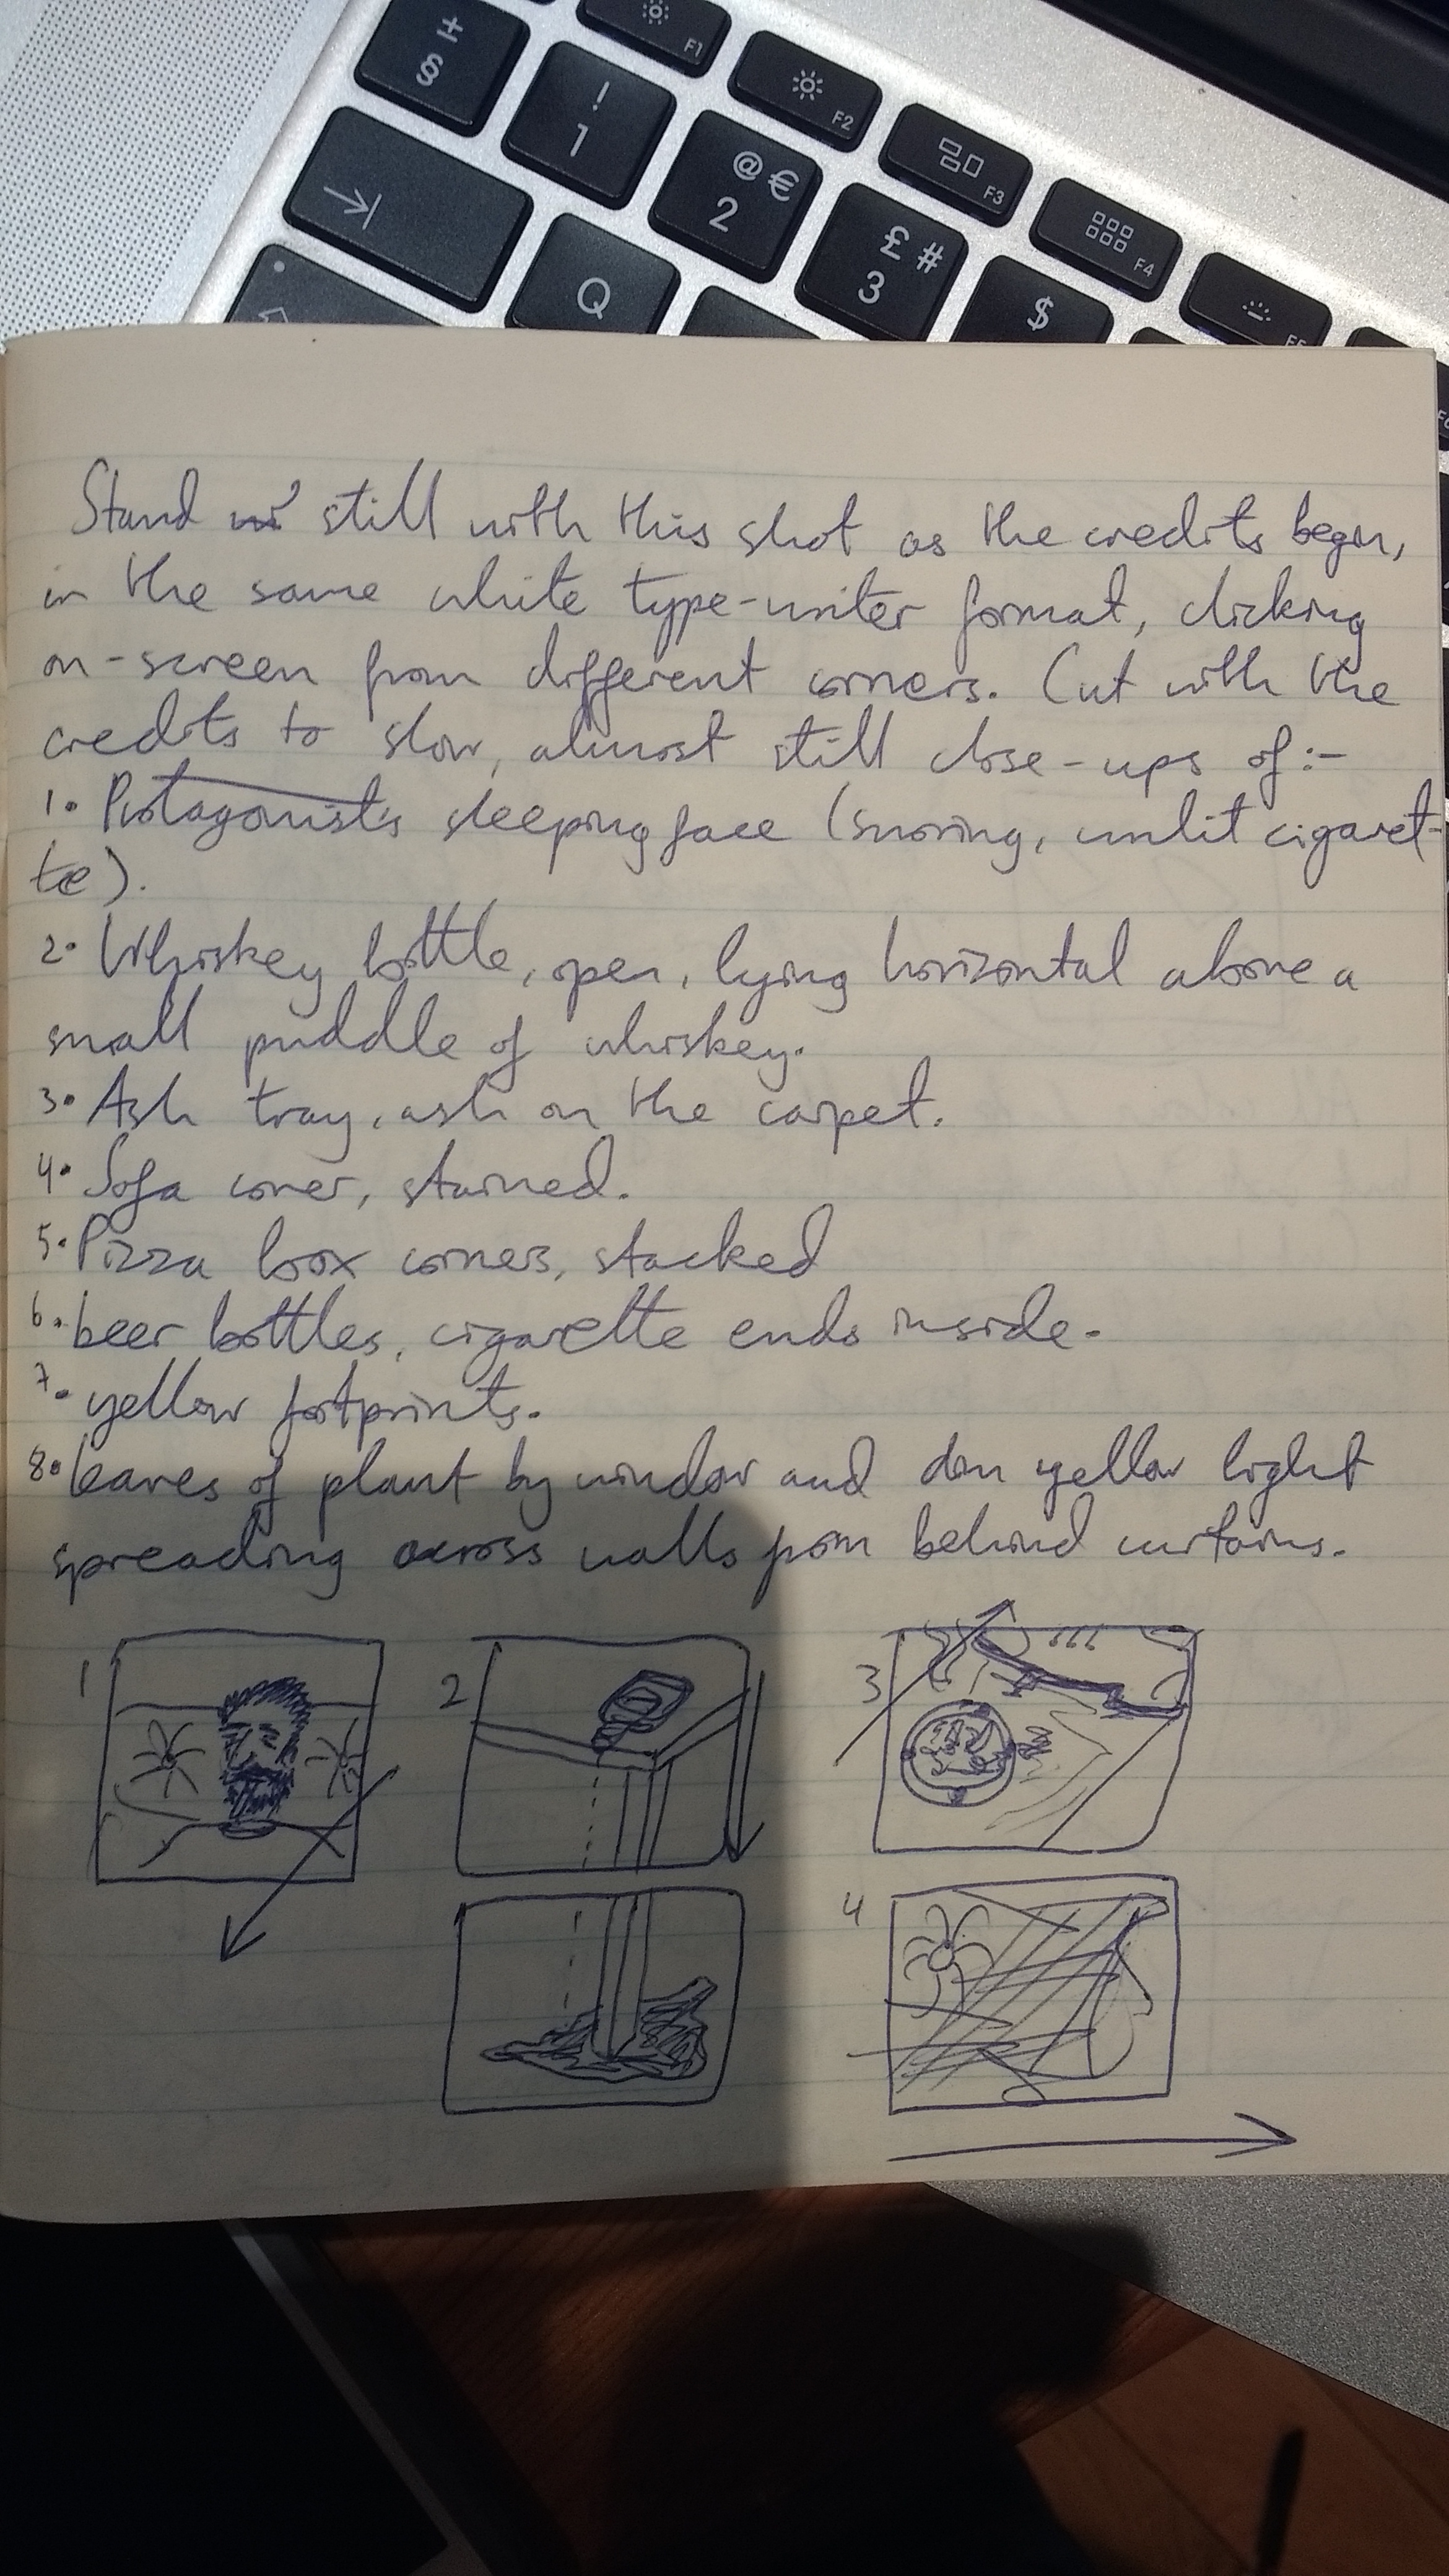 ±
§
!
1
@ €
2
£ #
3
$
F1
F2
F3
F4
F5
Q
Stand still with this shot as the credits begin,
in the same white type-writer format, clicking
on-screen from different corners. Cut with the
credits to slow, almost still close-ups of:-
1. Protagonist's sleeping face (snoring, unlit cigaret-
te).
2. Whiskey bottle, open, lying horizontal above a
small puddle of whiskey.
3. Ash tray, ash on the carpet.
4. Sofa cover, stained.
5. Pizza box corners, stacked
6. beer bottles, cigarette ends inside.
7. yellow footprints.
8. leaves of plant by window and dim yellow light
spreading across walls from behind curtains.
1
2
3
4